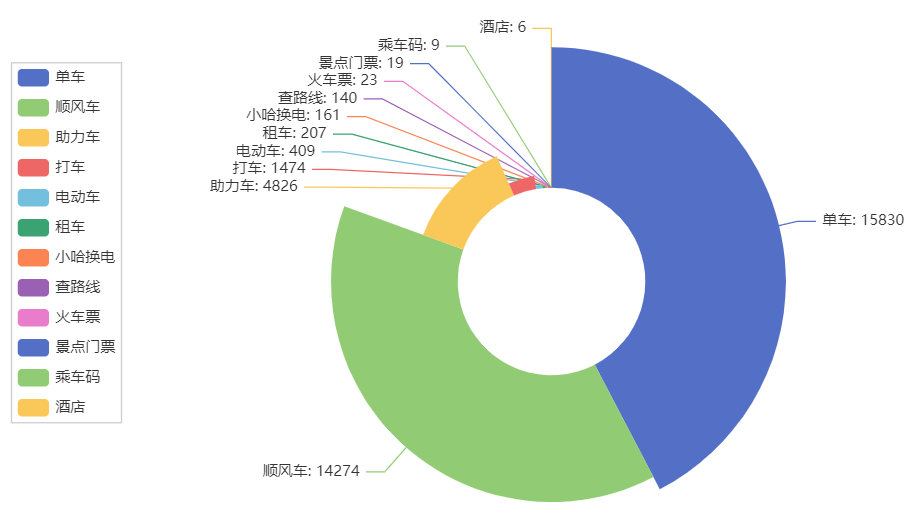 单车
顺风车
助力车
打车
电动车
租车
小哈换电
查路线
火车票
景点门票
乘车码
酒店
酒店: 6
乘车码: 9
景点门票: 19
火车票: 23
查路线: 140
小哈换电: 161
租车: 207
电动车: 409
打车: 1474
助力车: 4826
单车: 15830
顺风车: 14274